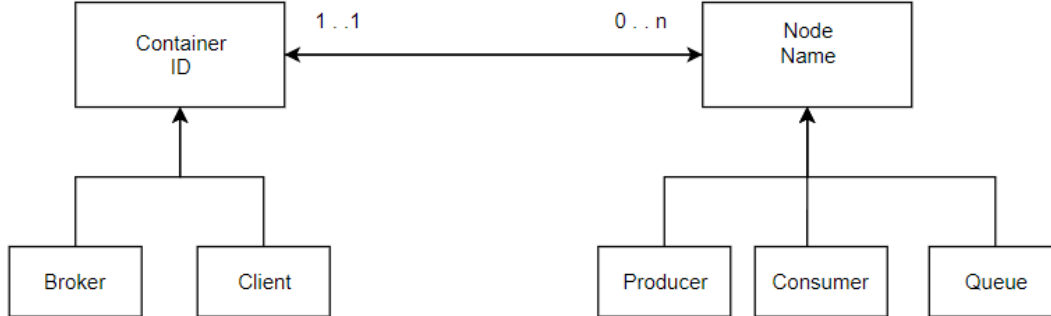 Container
ID
1 . .1
0 . . n
Node
Name
Broker
Client
Producer
Consumer
Queue